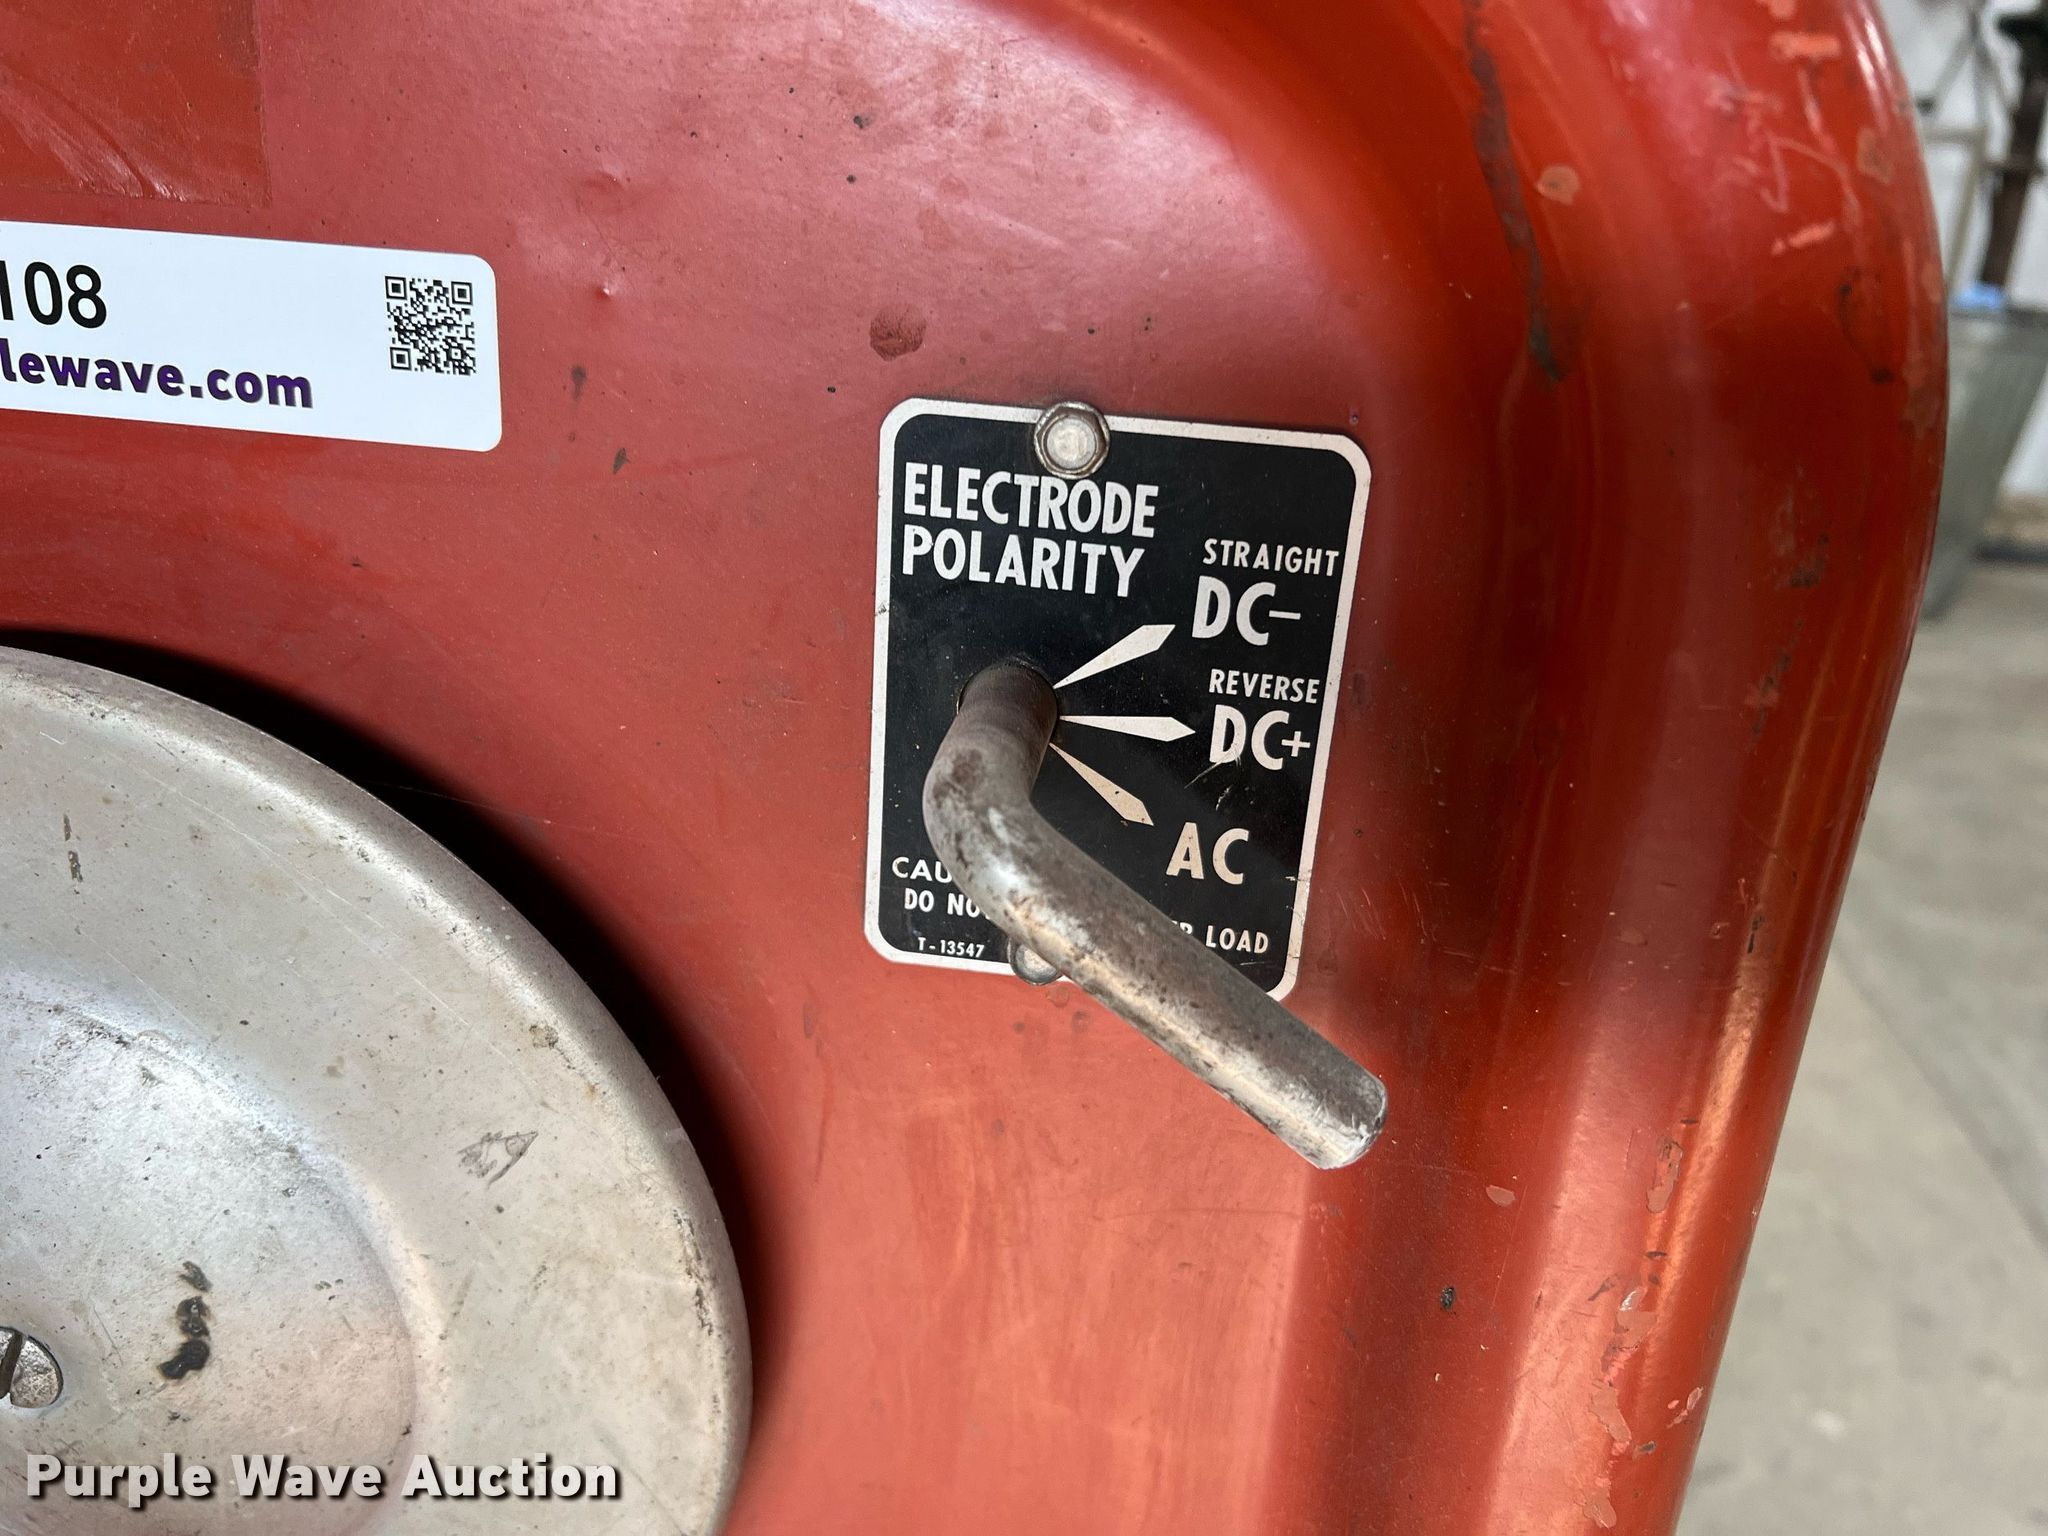 108
lewave.com
ELECTRODE
POLARITY
STRAIGHT
DC-
REVERSE
DC+
AC
CAU
DO NO LOAD
T-13547
Purple Wave Auction